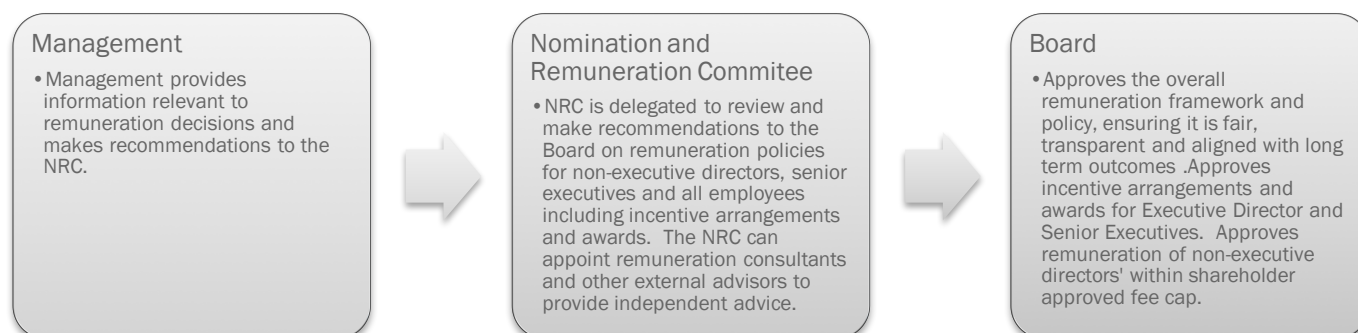 Management
•Management provides
information relevant to
remuneration decisions and
makes recommendations to the
NRC.
Nomination and
Remuneration Commitee
•NRC is delegated to review and
make recommendations to the
Board on remuneration policies
for non-executive directors, senior
executives and all employees
including incentive arrangements
and awards.  The NRC can
appoint remuneration consultants
and other external advisors to
provide independent advice.
Board
•Approves the overall
remuneration framework and
policy, ensuring it is fair,
transparent and aligned with long
term outcomes .Approves
incentive arrangements and
awards for Executive Director and
Senior Executives.  Approves
remuneration of non-executive
directors' within shareholder
approved fee cap.